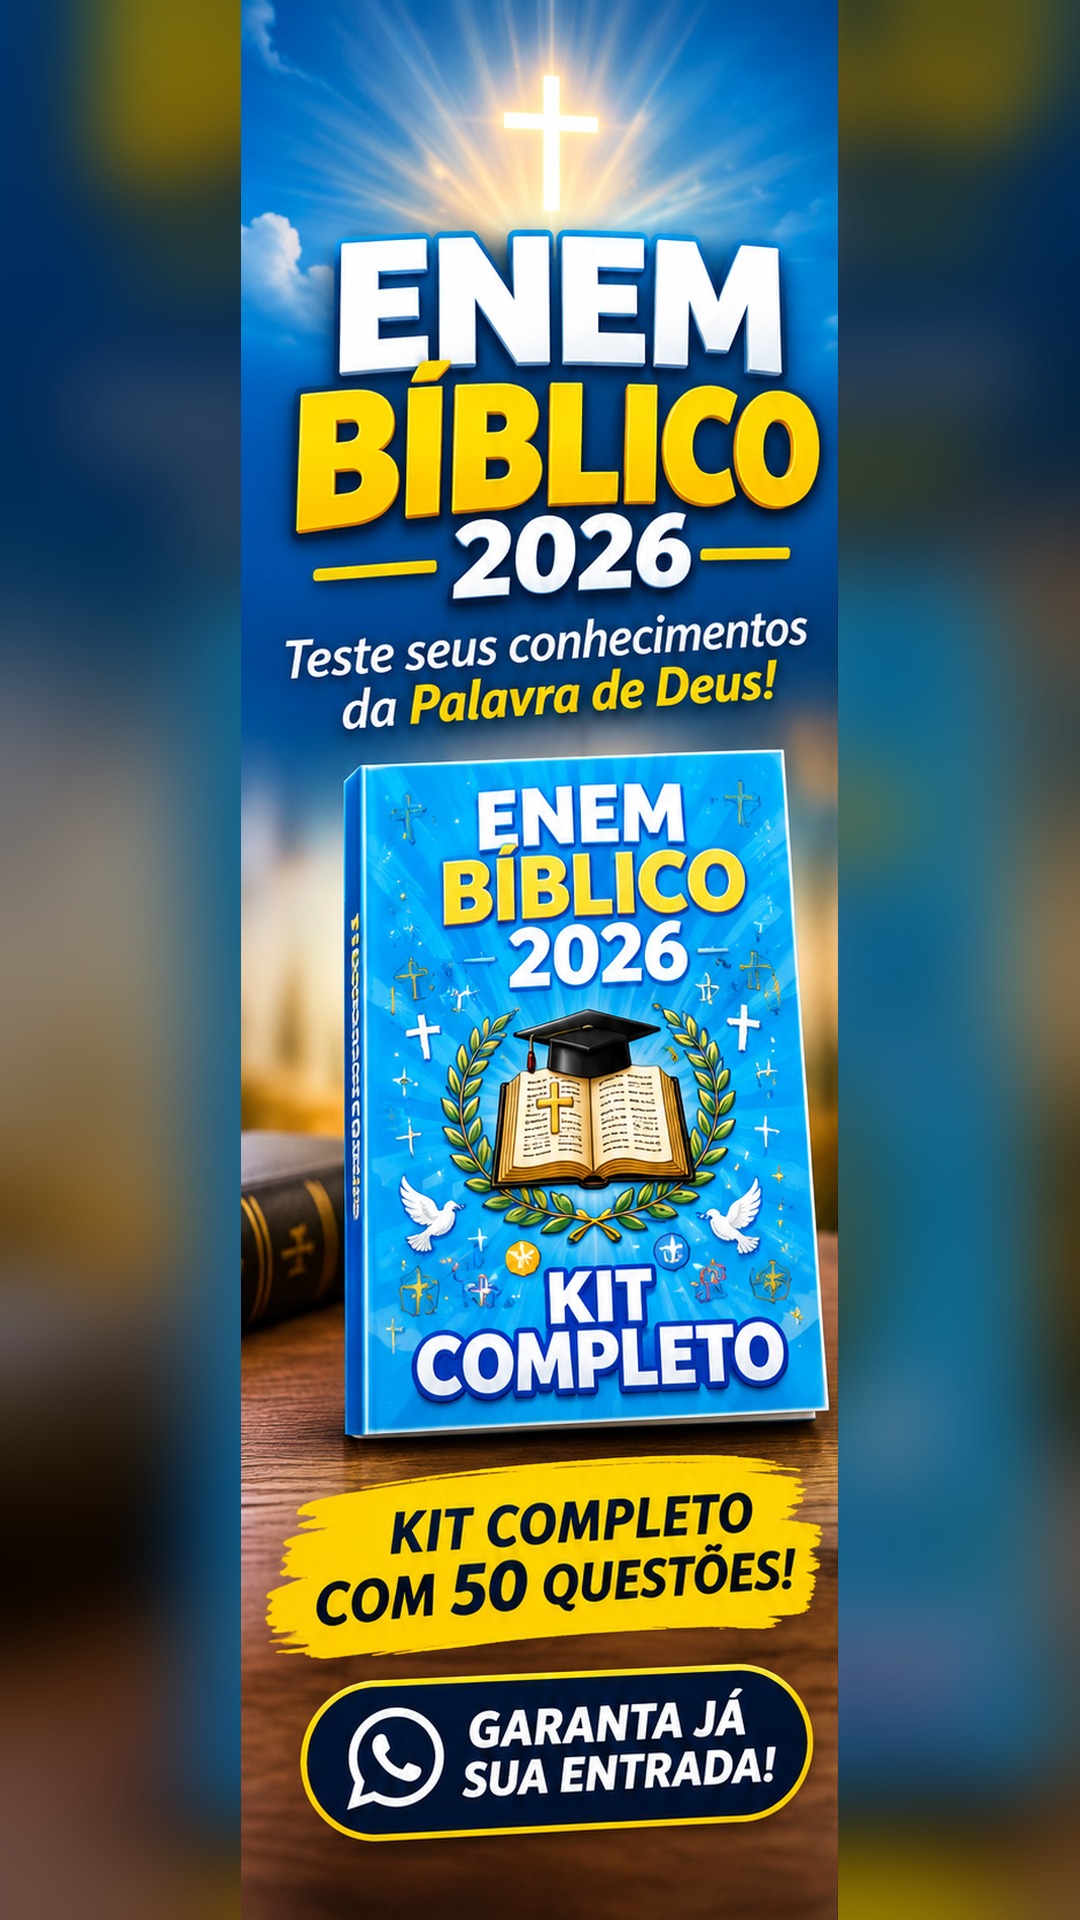 ENEM
BÍBLICO
2026
Teste seus conhecimentos
da Palavra de Deus!
ENEM
BÍBLICO
2026
KIT
COMPLETO
KIT COMPLETO
COM 50 QUESTÕES!
GARANTA JÁ
SUA ENTRADA!